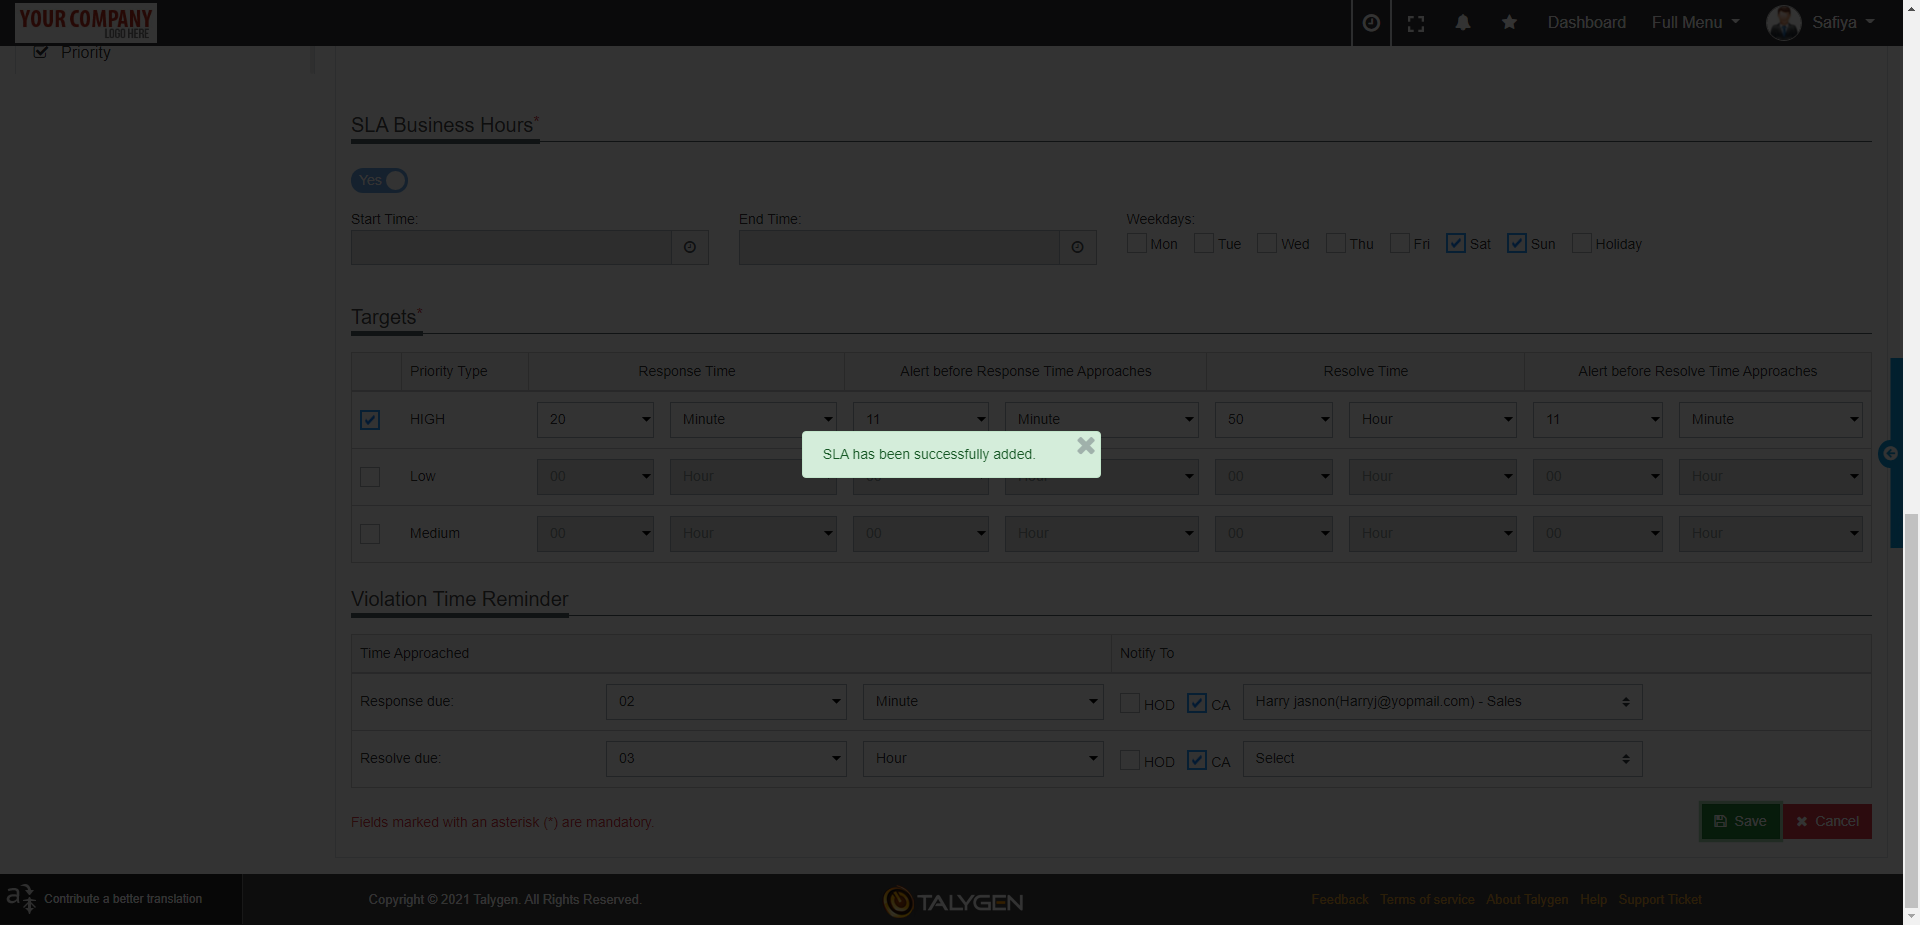 YOUR COMPANY
LOGO HERE
Dashboard Full Menu Safiya
Priority
SLA Business Hours*
Yes
Start Time: End Time: Weekdays:
Mon Tue Wed Thu Fri Sat Sun Holiday
Targets*
Priority Type Response Time Alert before Response Time Approaches Resolve Time Alert before Resolve Time Approaches
HIGH 20 Minute 11 Minute 50 Hour 11 Minute
SLA has been successfully added.
Low 00 Hour 00 Hour 00 Hour 00 Hour
Medium 00 Hour 00 Hour 00 Hour 00 Hour
Violation Time Reminder
Time Approached Notify To
Response due: 02 Minute HOD CA Harry jasnon(Harryj@yopmail.com) - Sales
Resolve due: 03 Hour HOD CA Select
Fields marked with an asterisk (*) are mandatory.
Save Cancel
Contribute a better translation Copyright © 2021 Talygen. All Rights Reserved. TALYGEN Feedback Terms of service About Talygen Help Support Ticket